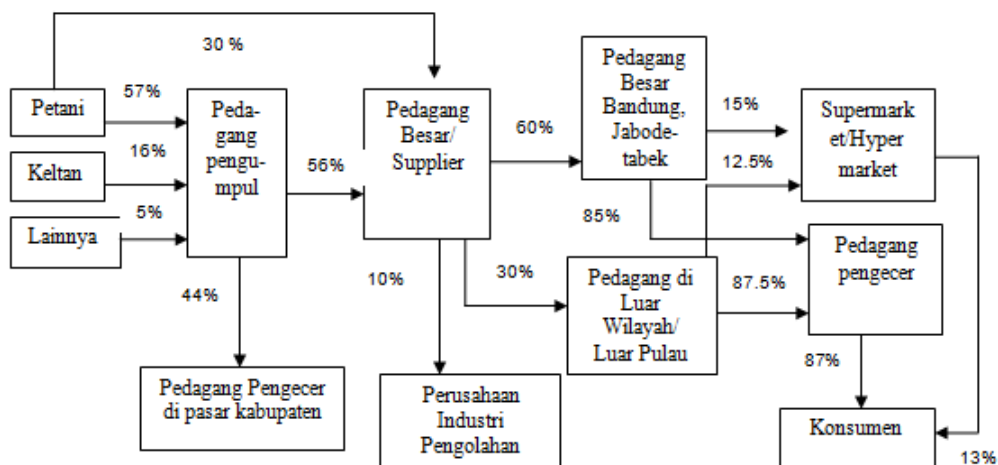 30 %
Petani
57%
Keltan
16%
Lainnya
5%
Peda-
gang
pengu-
mpul
56%
44%
Pedagang Pengecer
di pasar kabupaten
Pedagang
Besar/
Supplier
60%
10%
30%
Perusahaan
Industri
Pengolahan
Pedagang
Besar
Bandung,
Jabode-
tabek
15%
12.5%
85%
Pedagang di
Luar
Wilayah/
Luar Pulau
87.5%
Supermark
et/Hyper
market
Pedagang
pengecer
87%
Konsumen
13%